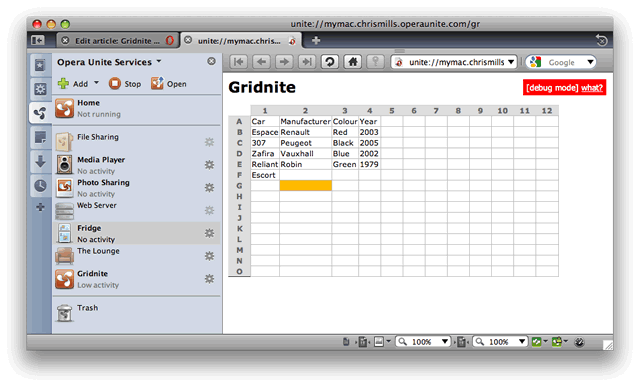 unite://mymac.chrismills.operaunite.com/gr
Edit article: Gridnite ...
unite://mymac.chris...
Opera Unite Services
Add Stop Open
unite://mymac.chrismills
Google
Home
Not running
File Sharing
Media Player
No activity
Photo Sharing
No activity
Web Server
Fridge
No activity
The Lounge
Gridnite
Low activity
Trash
Gridnite
[debug mode] what?
1 2 3 4 5 6 7 8 9 10 11 12
A Car Manufacturer Colour Year
B Espace Renault Red 2003
C 307 Peugeot Black 2005
D Zafira Vauxhall Blue 2002
E Reliant Robin Green 1979
F Escort
G
H
I
J
K
L
M
N
O
100% 100%